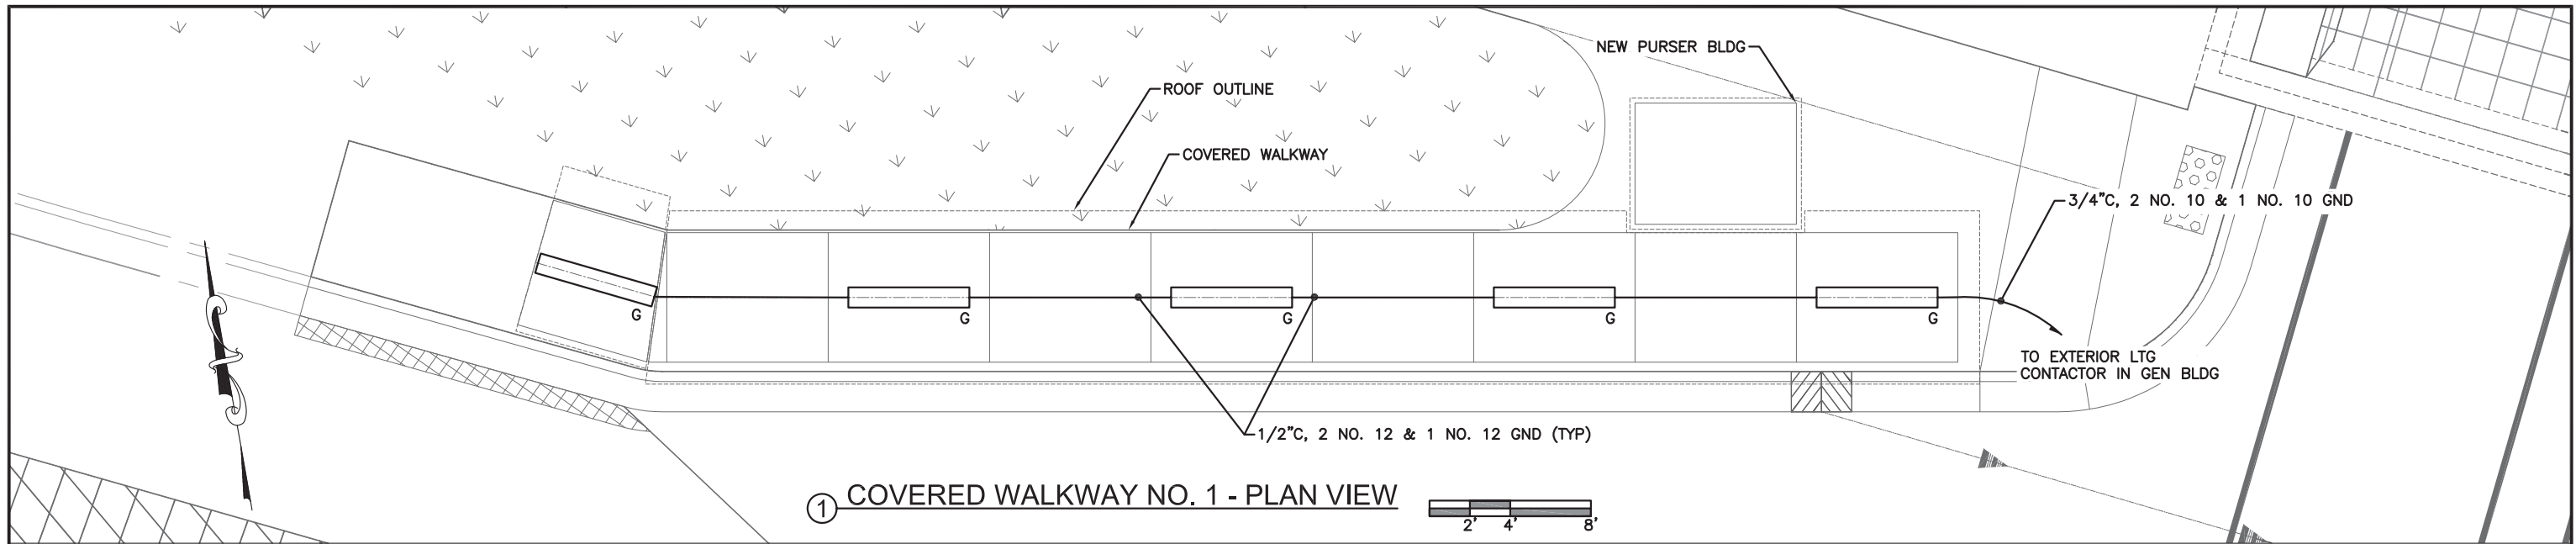 NEW PURSER BLDG
ROOF OUTLINE
COVERED WALKWAY
3/4"C, 2 NO. 10 & 1 NO. 10 GND
G
G
G
G
G
TO EXTERIOR LTG
CONTACTOR IN GEN BLDG
1/2"C, 2 NO. 12 & 1 NO. 12 GND (TYP)
1 COVERED WALKWAY NO. 1 - PLAN VIEW
2' 4' 8'